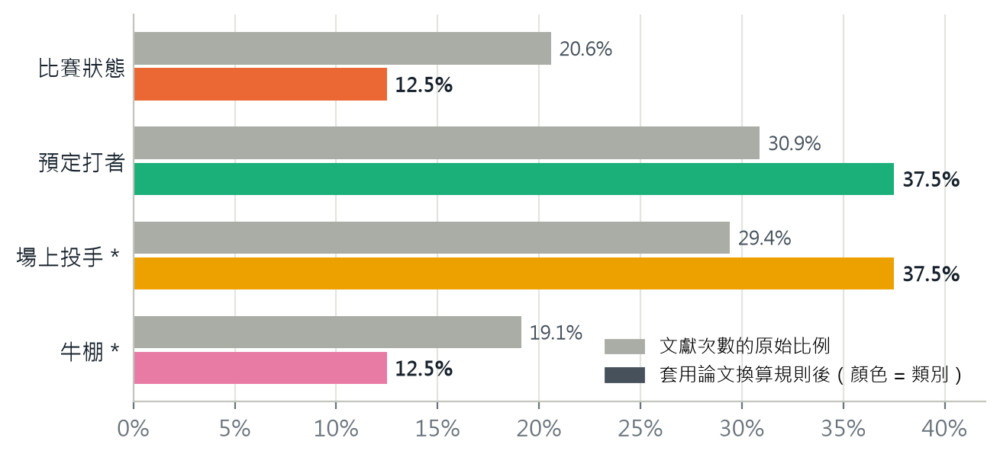 比賽狀態
20.6%
12.5%
預定打者
30.9%
37.5%
場上投手 *
29.4%
37.5%
牛棚 *
19.1%
12.5%
文獻次數的原始比例
套用論文換算規則後 ( 顏色 = 類別 )
0% 5% 10% 15% 20% 25% 30% 35% 40%